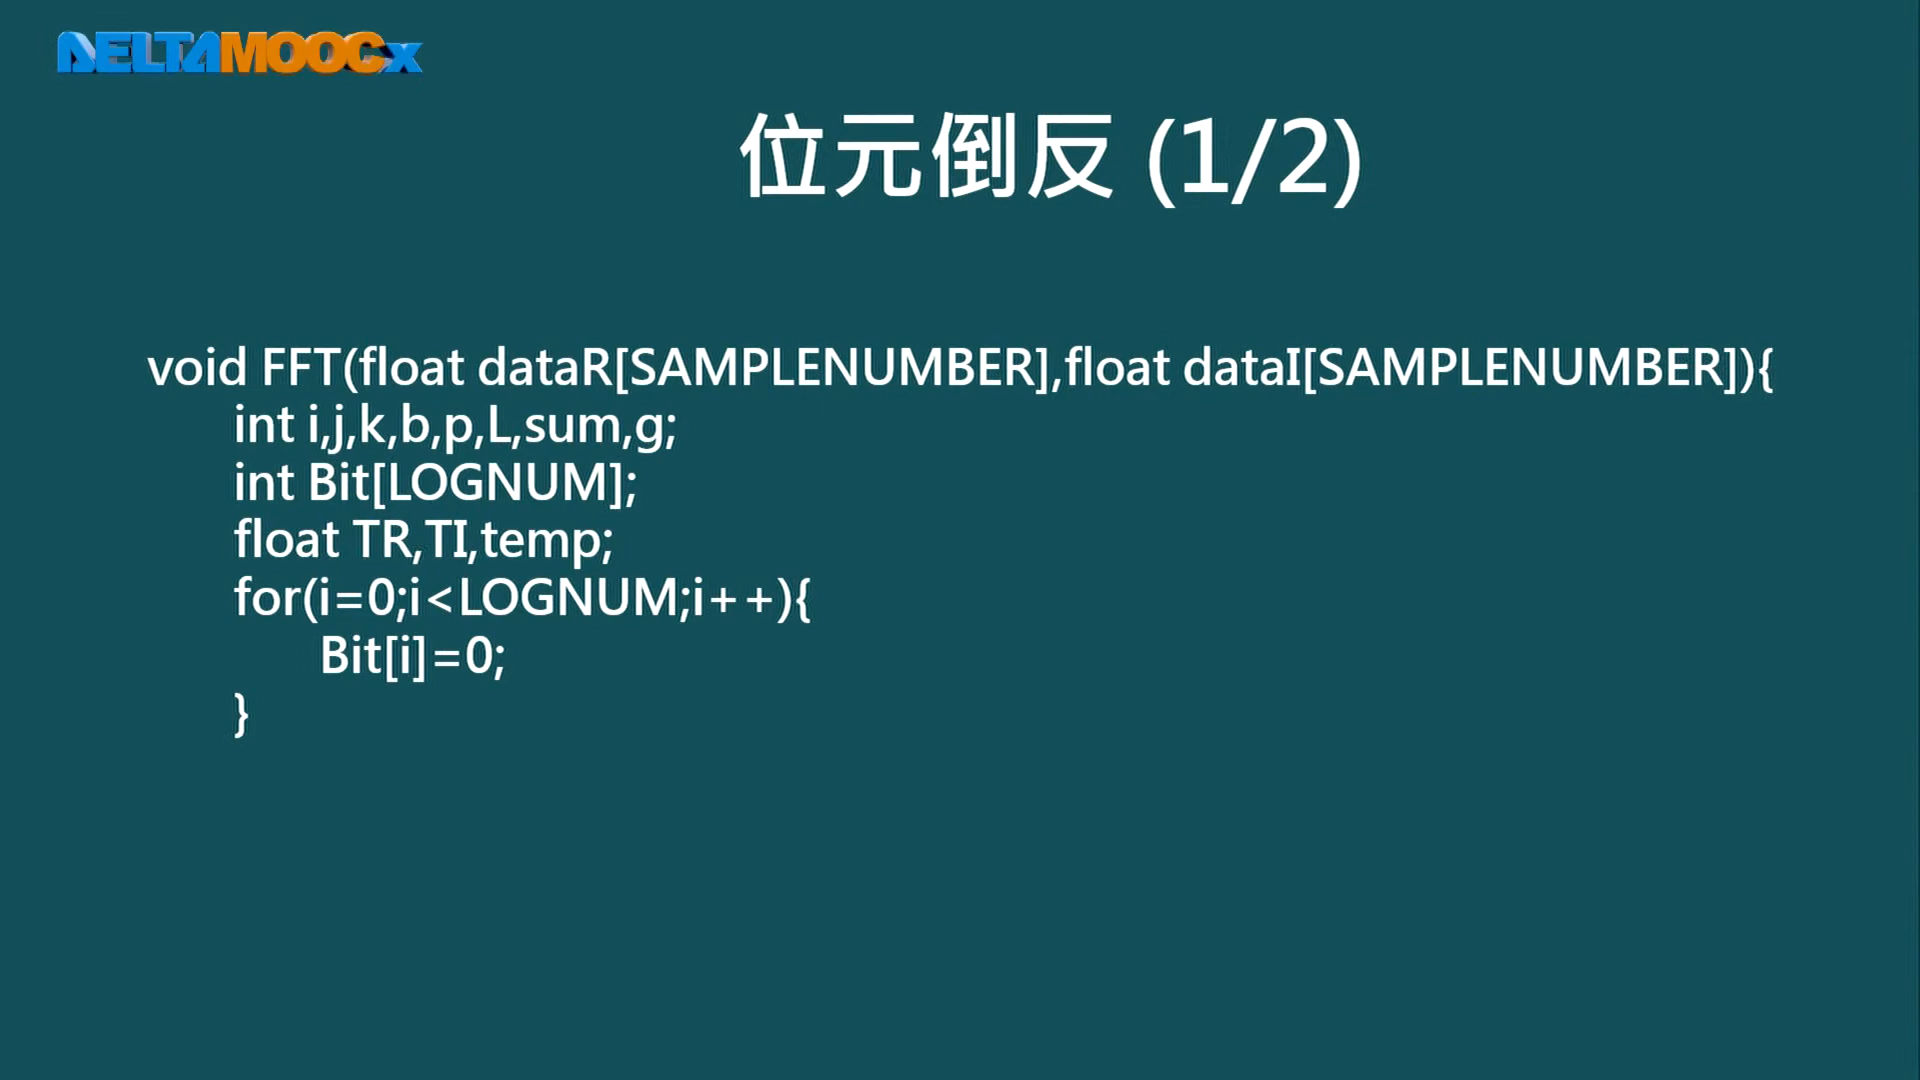 DELTAMOOCx
位元倒反 (1/2)
void FFT(float dataR[SAMPLENUMBER],float dataI[SAMPLENUMBER]){
int i,j,k,b,p,L,sum,g;
int Bit[LOGNUM];
float TR,TI,temp;
for(i=0;i<LOGNUM;i++){
Bit[i]=0;
}